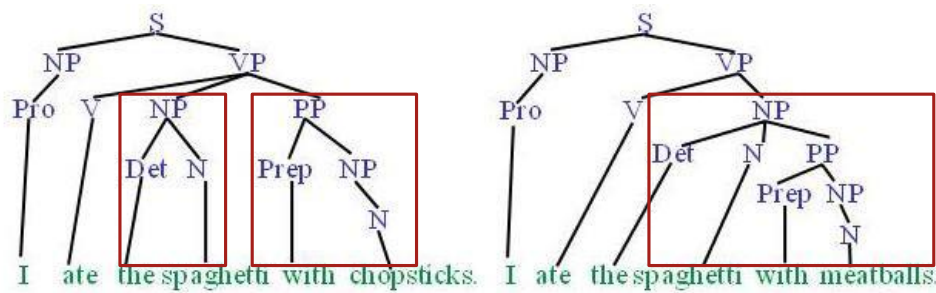 S
NP VP
Pro V NP PP
Det N Prep NP
N
I ate the spaghetti with chopsticks.
S
NP VP
Pro V NP
Det N PP
Prep NP
N
I ate the spaghetti with meatballs.